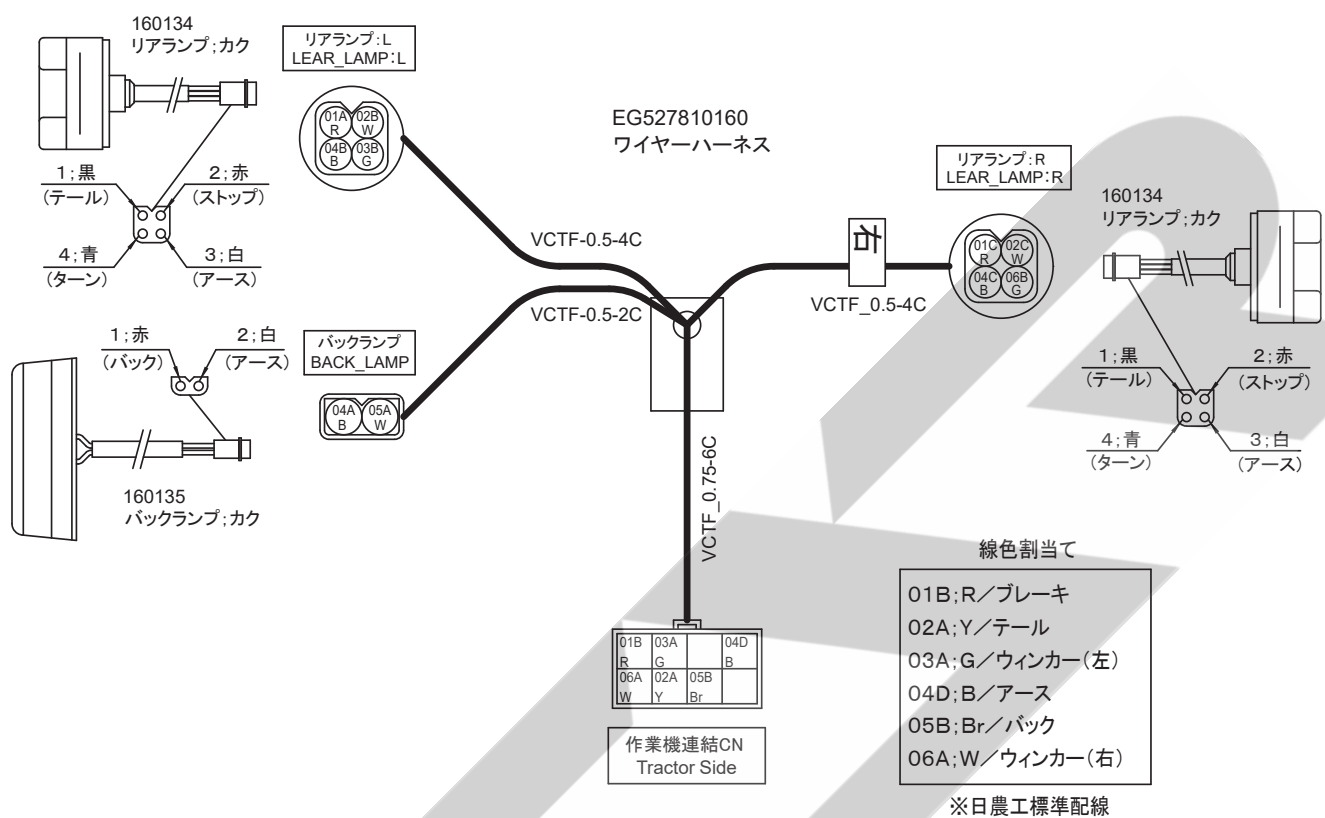 160134
リアランプ;カク
リアランプ:L
LEAR_LAMP:L
01A
R
02B
W
04B
B
03B
G
1;黒
(テール)
2;赤
(ストップ)
4;青
(ターン)
3;白
(アース)
EG527810160
ワイヤーハーネス
VCTF-0.5-4C
VCTF-0.5-2C
右
VCTF_0.5-4C
リアランプ:R
LEAR_LAMP:R
01C
R
02C
W
04C
B
06B
G
160134
リアランプ;カク
1;黒
(テール)
2;赤
(ストップ)
4;青
(ターン)
3;白
(アース)
1;赤
(バック)
2;白
(アース)
バックランプ
BACK_LAMP
04A
B
05A
W
160135
バックランプ;カク
VCTF_0.75-6C
01B
R
03A
G
04D
B
06A
W
02A
Y
05B
Br
作業機連結CN
Tractor Side
線色割当て
01B;R/ブレーキ
02A;Y/テール
03A;G/ウィンカー(左)
04D;B/アース
05B;Br/バック
06A;W/ウィンカー(右)
※日農工標準配線